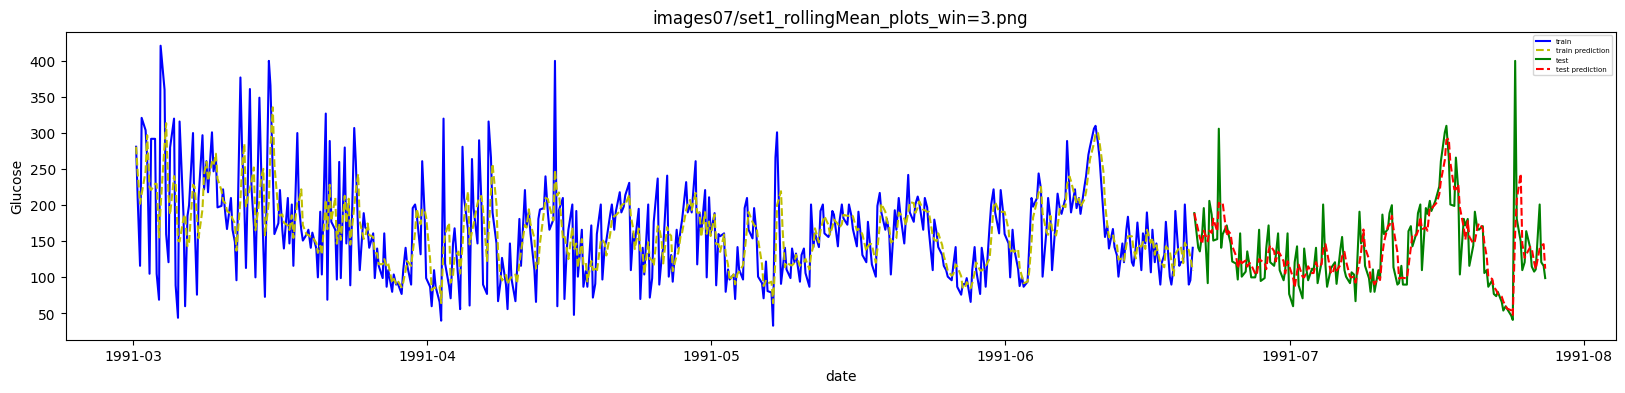 images07/set1_rollingMean_plots_win=3.png
train
train prediction
test
test prediction
Glucose
400
350
300
250
200
150
100
50
1991-03 1991-04 1991-05 1991-06 1991-07 1991-08
date